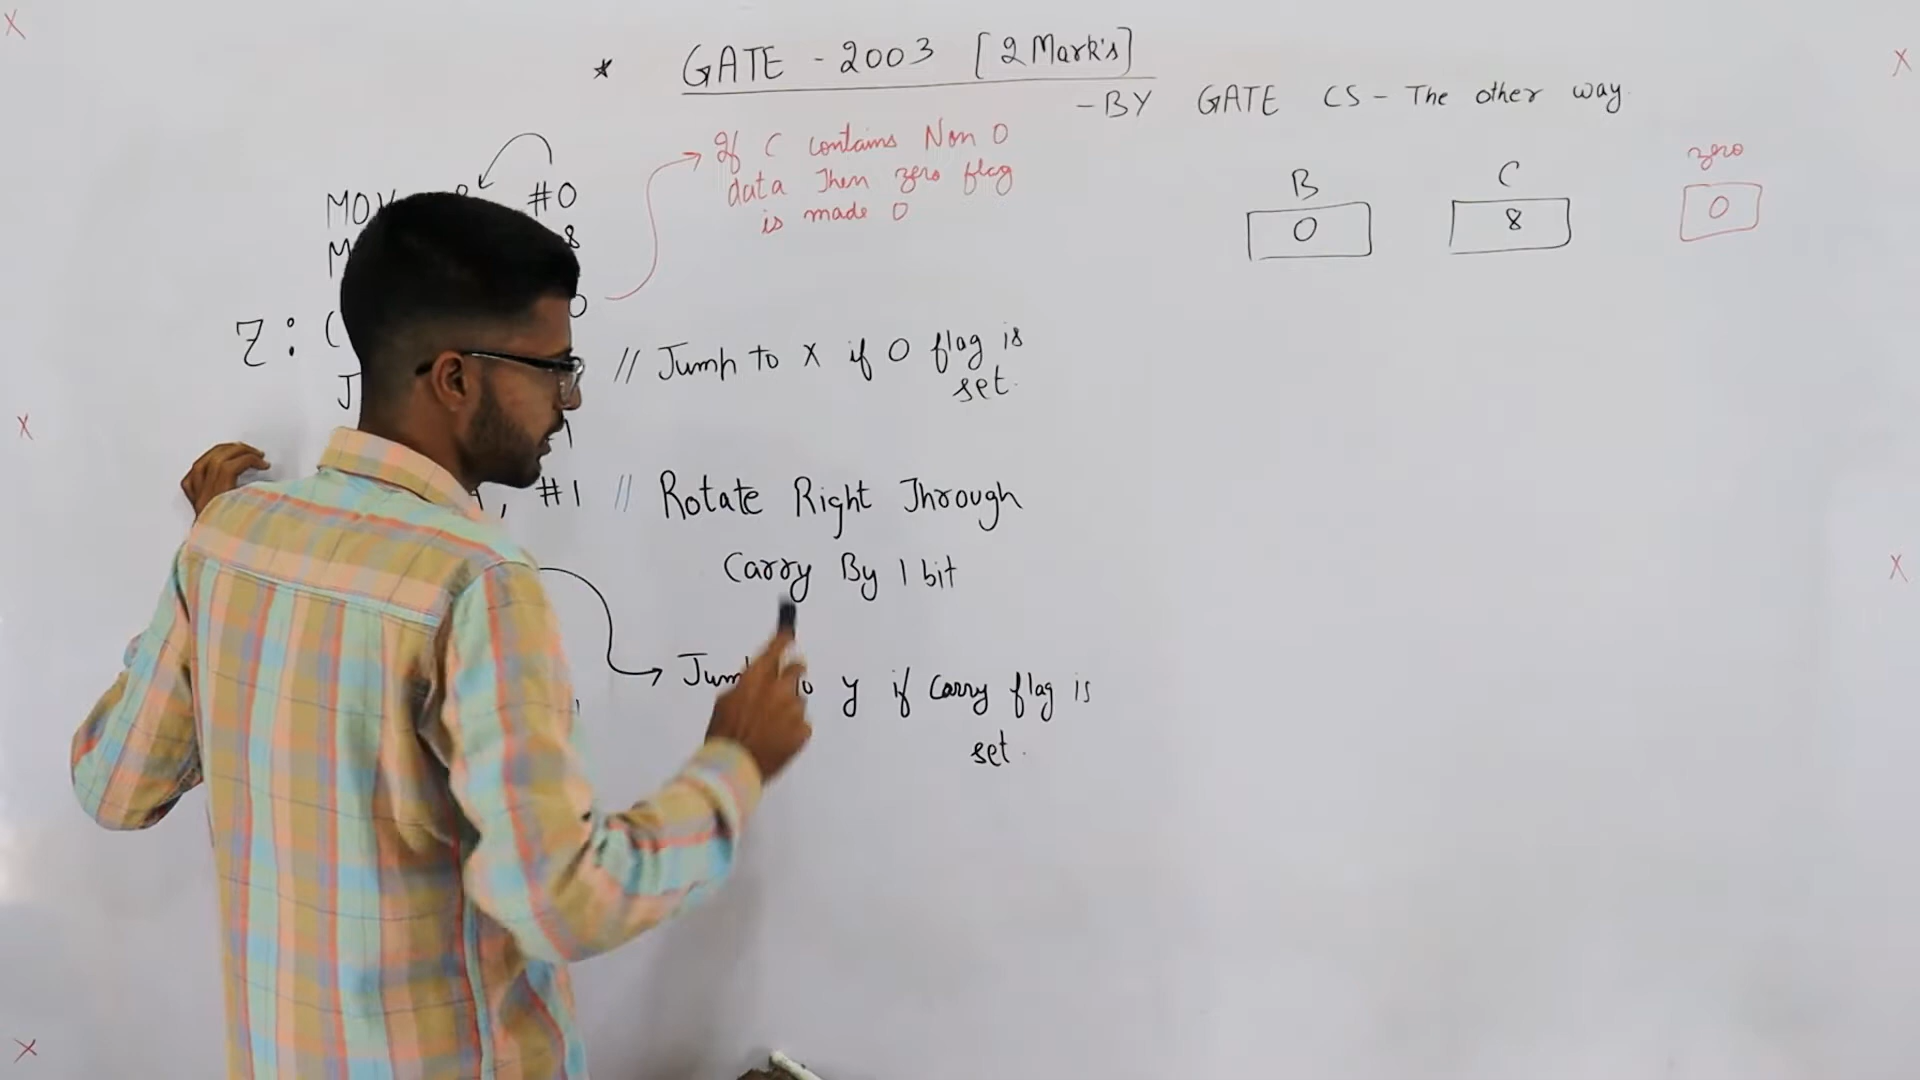 * GATE - 2003 [2 Mark's]
- BY GATE CS - The other way.
If C contains Non 0
data Then zero flag
is made 0
B
C
zero
0
8
0
MOV #0
M 8
0
Z: (
// Jump to X if 0 flag is
set.
J
1
, #1 // Rotate Right Through
Carry By 1 bit
y if carry flag is
set.